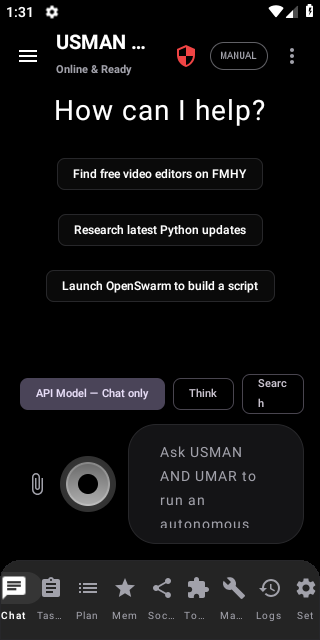 1:31
USMAN ...
Online & Ready
MANUAL
How can I help?
Find free video editors on FMHY
Research latest Python updates
Launch OpenSwarm to build a script
API Model — Chat only
Think
Searc
h
Ask USMAN
AND UMAR to
run an
autonomous
Chat
Tas...
Plan
Mem
Soc...
To...
Ma...
Logs
Set